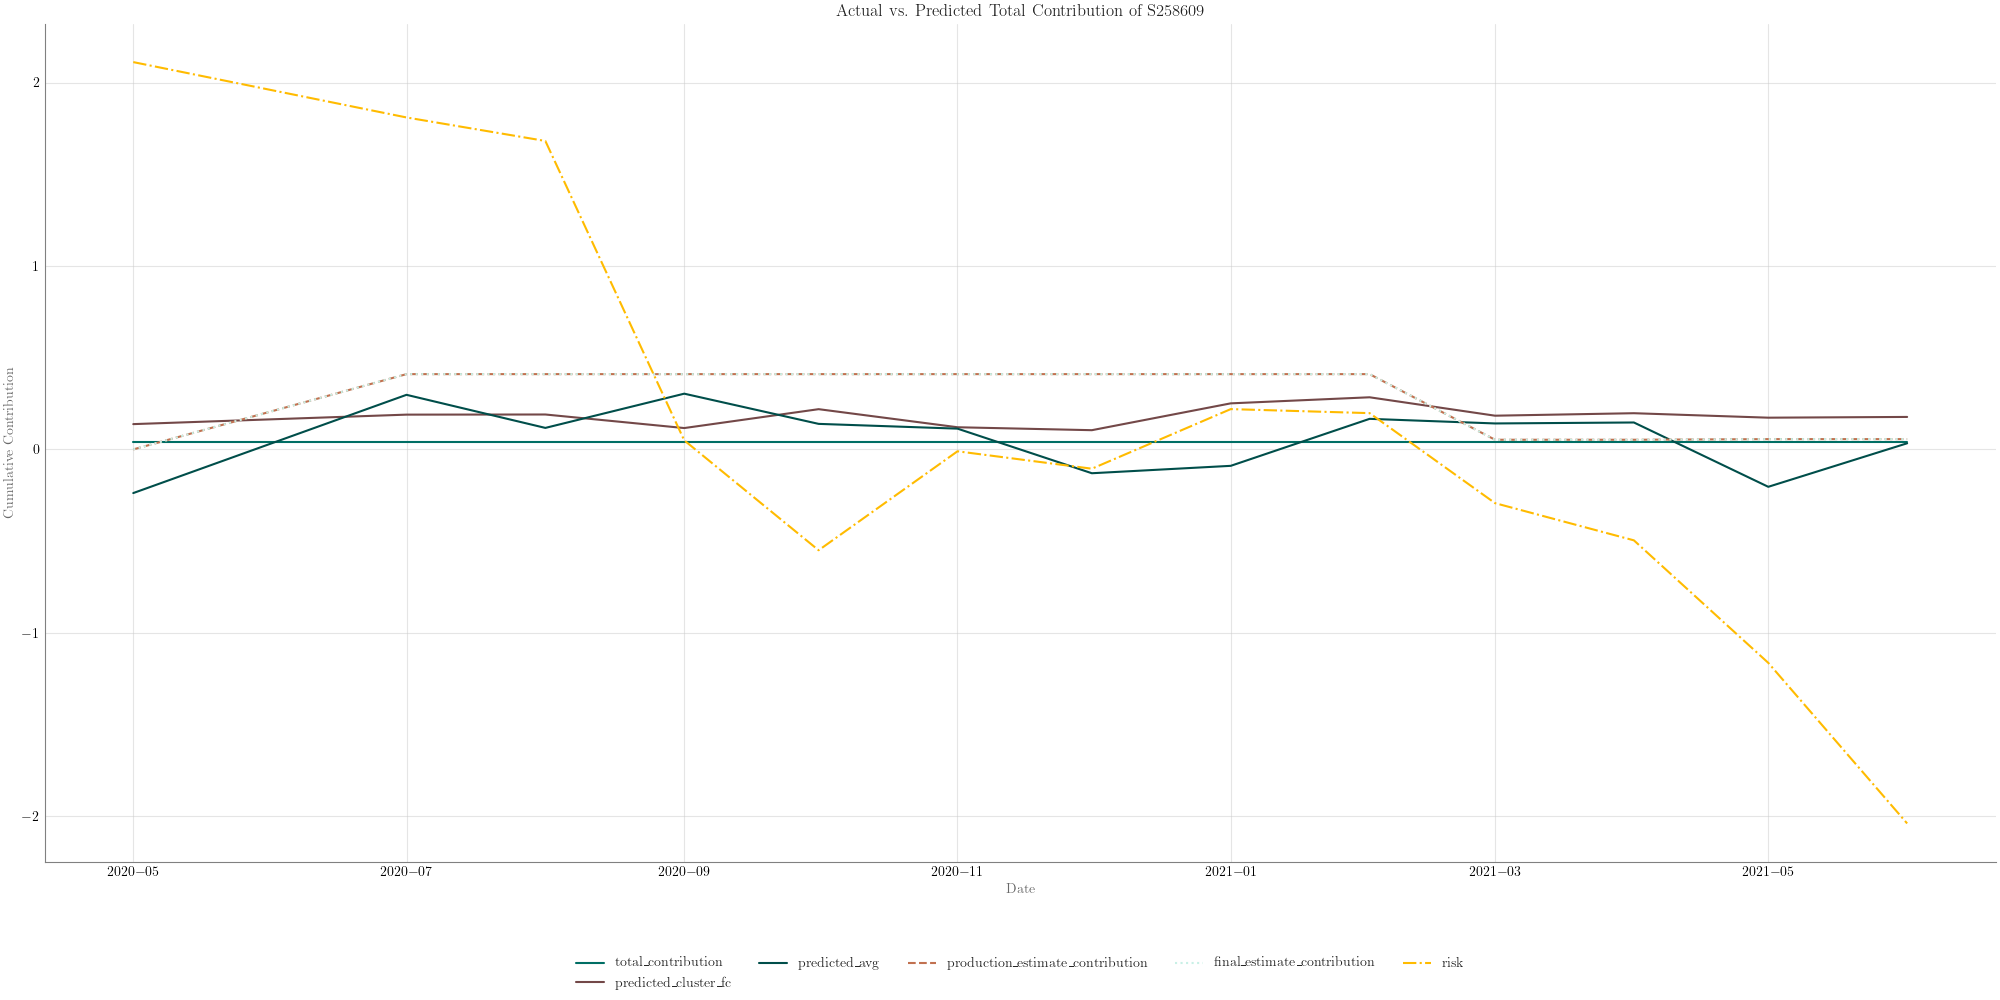 Actual vs. Predicted Total Contribution of S258609
Cumulative Contribution
2
1
0
−1
−2
2020−05
2020−07
2020−09
2020−11
2021−01
2021−03
2021−05
Date
total_contribution
predicted_avg
production_estimate_contribution
final_estimate_contribution
risk
predicted_cluster_fc